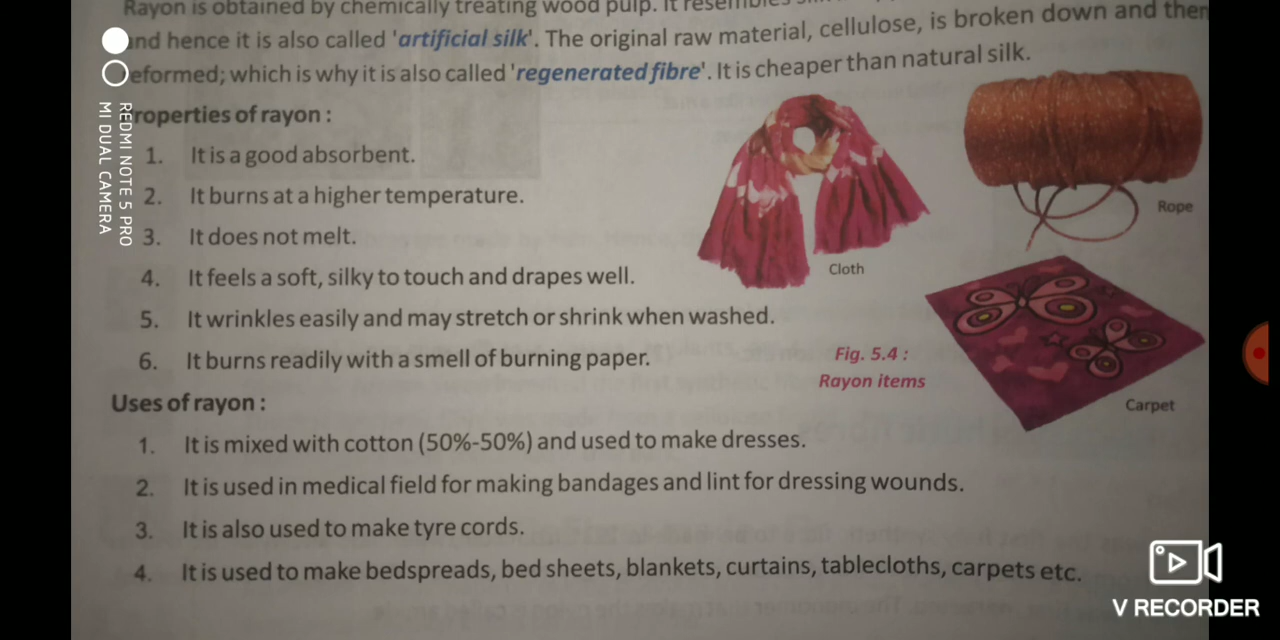 Rayon is obtained by chemically treating wood pulp. It resembles
and hence it is also called 'artificial silk'. The original raw material, cellulose, is broken down and then
reformed; which is why it is also called 'regenerated fibre'. It is cheaper than natural silk.
Properties of rayon :
1. It is a good absorbent.
2. It burns at a higher temperature.
3. It does not melt.
4. It feels a soft, silky to touch and drapes well.
5. It wrinkles easily and may stretch or shrink when washed.
6. It burns readily with a smell of burning paper.
Cloth
Rope
Fig. 5.4 :
Rayon items
Carpet
Uses of rayon :
1. It is mixed with cotton (50%-50%) and used to make dresses.
2. It is used in medical field for making bandages and lint for dressing wounds.
3. It is also used to make tyre cords.
4. It is used to make bedspreads, bed sheets, blankets, curtains, tablecloths, carpets etc.
REDMI NOTE 5 PRO
MI DUAL CAMERA
V RECORDER